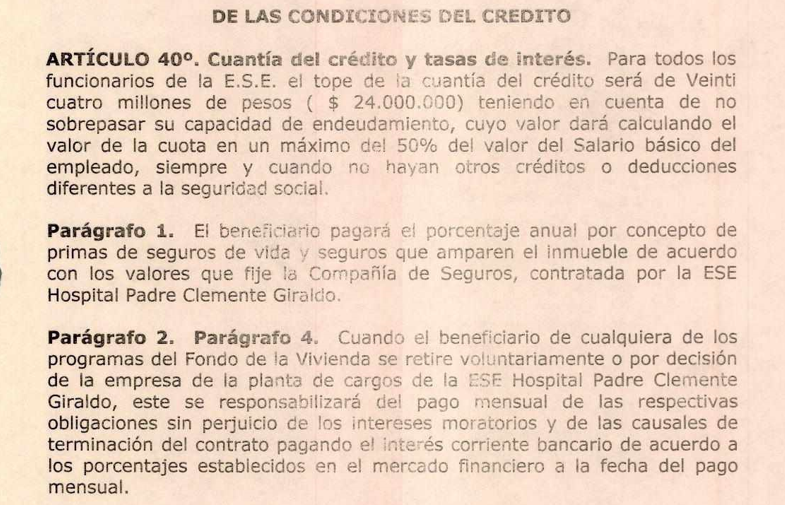 DE LAS CONDICIONES DEL CREDITO
ARTÍCULO 40º. Cuantía del crédito y tasas de interés. Para todos los
funcionarios de la E.S.E. el tope de la cuantía del crédito será de Veinti
cuatro millones de pesos ( $ 24.000.000) teniendo en cuenta de no
sobrepasar su capacidad de endeudamiento, cuyo valor dará calculando el
valor de la cuota en un máximo del 50% del valor del Salario básico del
empleado, siempre y cuando no hayan otros créditos o deducciones
diferentes a la seguridad social.
Parágrafo 1. El beneficiario pagará el porcentaje anual por concepto de
primas de seguros de vida y seguros que amparen el inmueble de acuerdo
con los valores que fije la Compañía de Seguros, contratada por la ESE
Hospital Padre Clemente Giraldo.
Parágrafo 2. Parágrafo 4. Cuando el beneficiario de cualquiera de los
programas del Fondo de la Vivienda se retire voluntariamente o por decisión
de la empresa de la planta de cargos de la ESE Hospital Padre Clemente
Giraldo, este se responsabilizará del pago mensual de las respectivas
obligaciones sin perjuicio de los intereses moratorios y de las causales de
terminación del contrato pagando el interés corriente bancario de acuerdo a
los porcentajes establecidos en el mercado financiero a la fecha del pago
mensual.